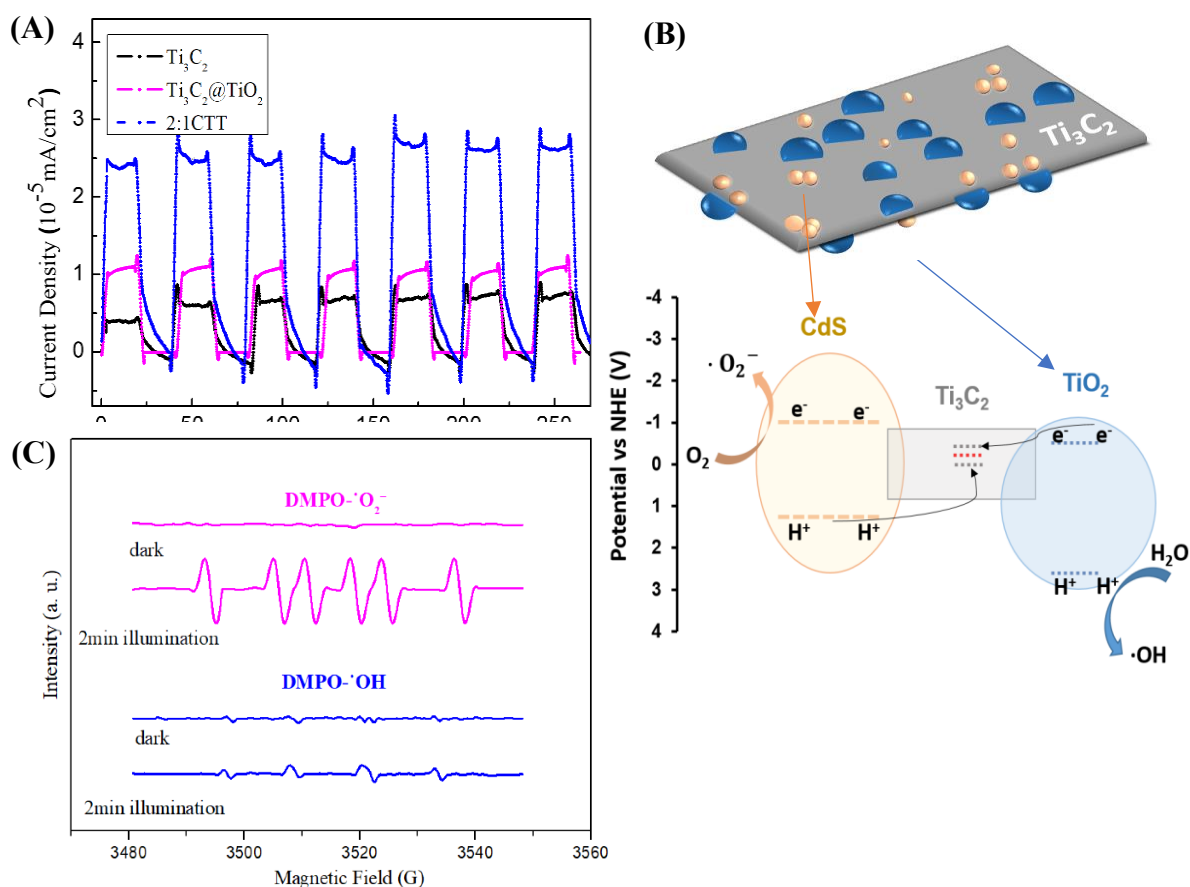 (A)
4
3
2
1
0
Current Density (10⁻⁵ mA/cm²)
Ti₃C₂
Ti₃C₂@TiO₂
2:1CTT
0 50 100 150 200 250
(B)
Ti₃C₂
CdS
TiO₂
Ti₃C₂
Potential vs NHE (V)
-4
-3
-2
-1
0
1
2
3
4
· O₂⁻
O₂
e⁻ e⁻
H⁺ H⁺
e⁻ e⁻
H⁺ H⁺
H₂O
·OH
(C)
Intensity (a. u.)
DMPO-·O₂⁻
dark
2min illumination
DMPO-·OH
dark
2min illumination
3480 3500 3520 3540 3560
Magnetic Field (G)